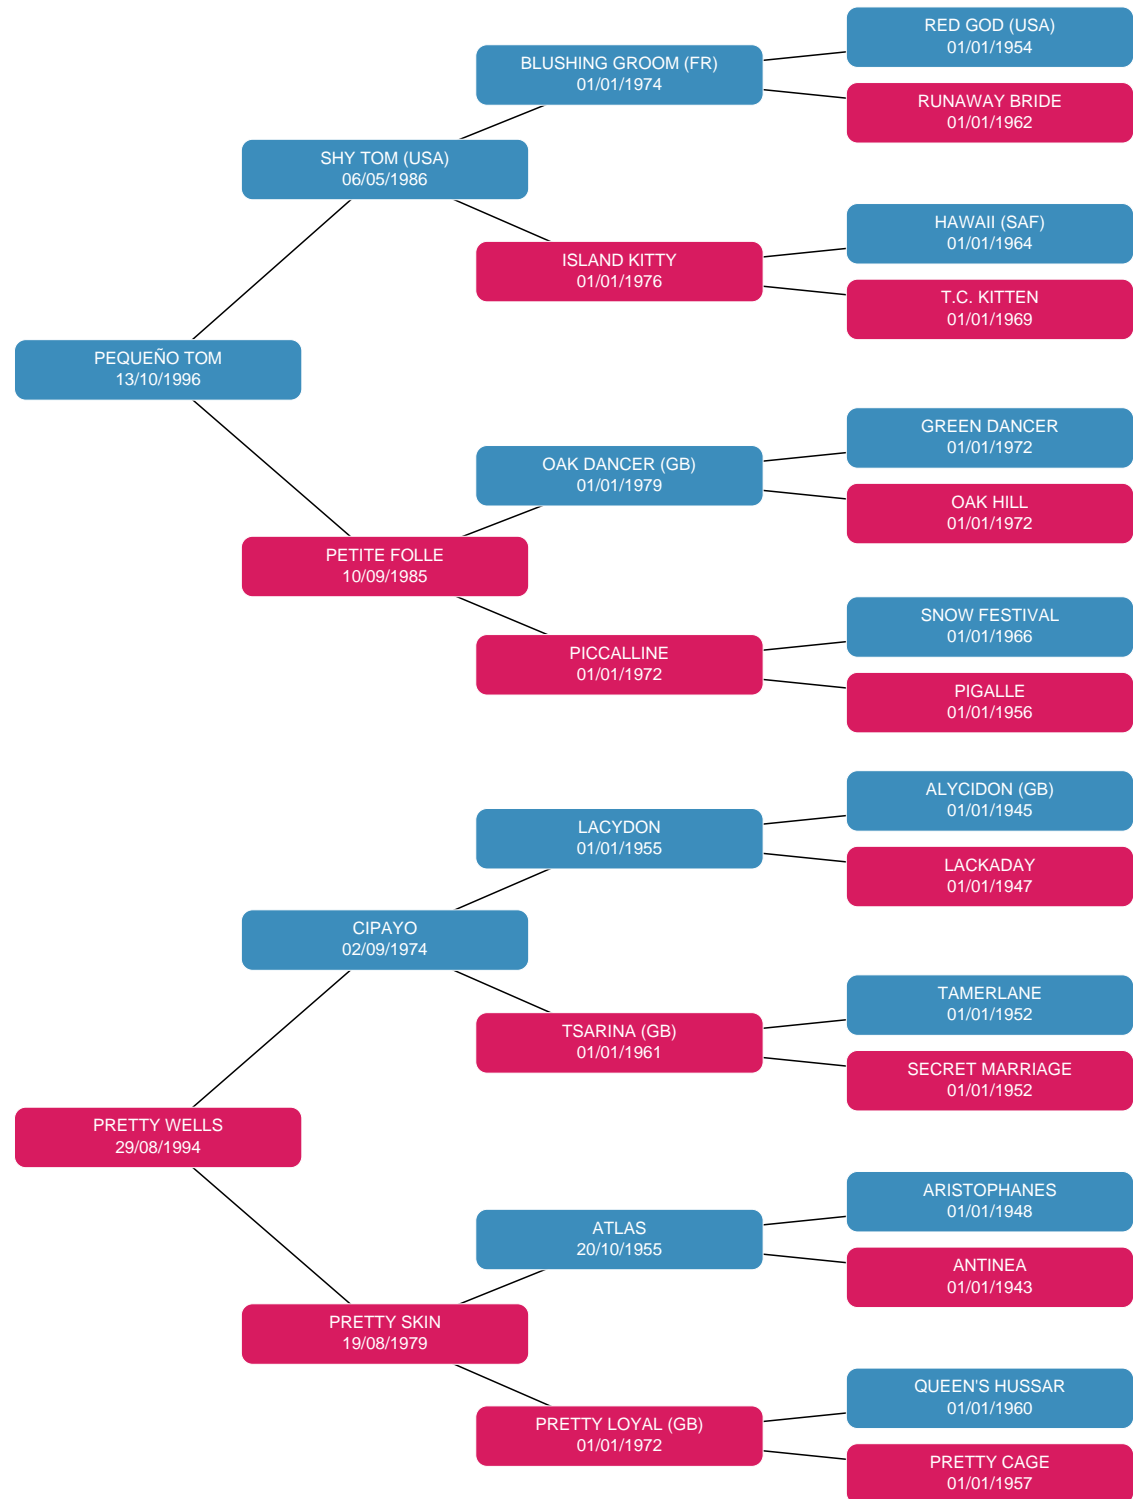 RED GOD (USA)
01/01/1954
BLUSHING GROOM (FR)
01/01/1974
RUNAWAY BRIDE
01/01/1962
SHY TOM (USA)
06/05/1986
HAWAII (SAF)
01/01/1964
ISLAND KITTY
01/01/1976
T.C. KITTEN
01/01/1969
PEQUEÑO TOM
13/10/1996
GREEN DANCER
01/01/1972
OAK DANCER (GB)
01/01/1979
OAK HILL
01/01/1972
PETITE FOLLE
10/09/1985
SNOW FESTIVAL
01/01/1966
PICCALLINE
01/01/1972
PIGALLE
01/01/1956
ALYCIDON (GB)
01/01/1945
LACYDON
01/01/1955
LACKADAY
01/01/1947
CIPAYO
02/09/1974
TAMERLANE
01/01/1952
TSARINA (GB)
01/01/1961
SECRET MARRIAGE
01/01/1952
PRETTY WELLS
29/08/1994
ARISTOPHANES
01/01/1948
ATLAS
20/10/1955
ANTINEA
01/01/1943
PRETTY SKIN
19/08/1979
QUEEN'S HUSSAR
01/01/1960
PRETTY LOYAL (GB)
01/01/1972
PRETTY CAGE
01/01/1957